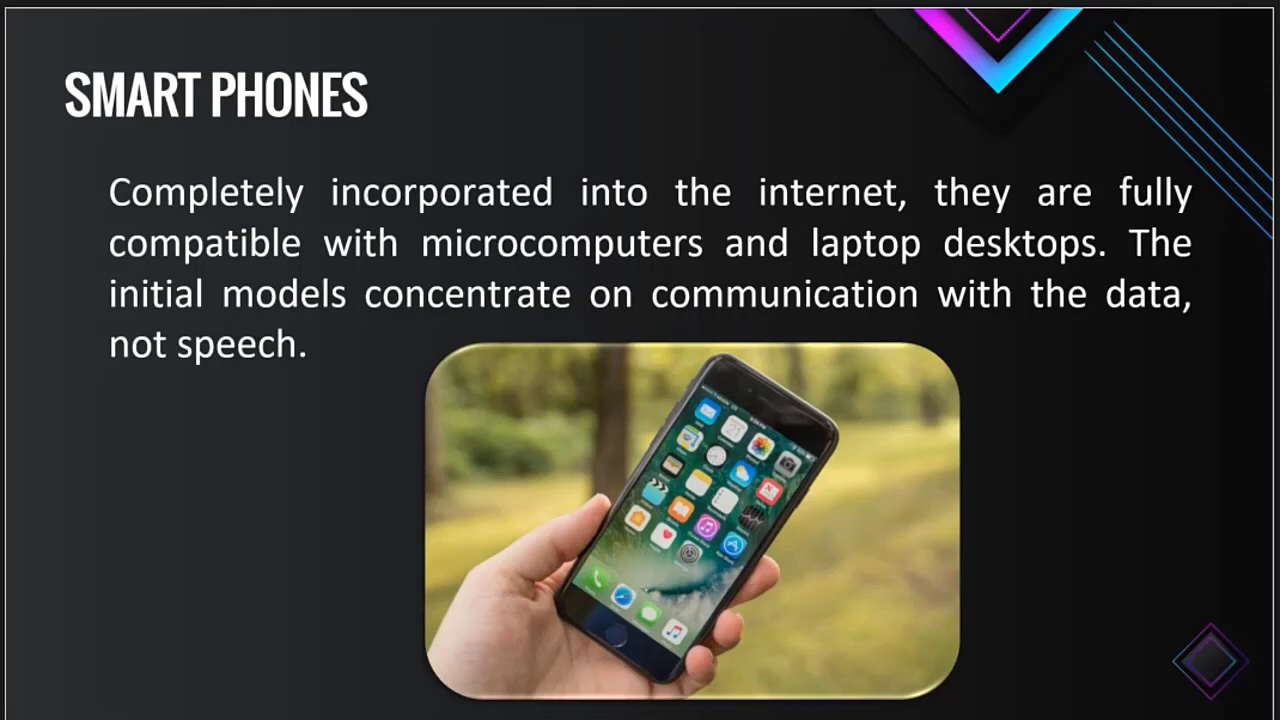 SMART PHONES
Completely incorporated into the internet, they are fully
compatible with microcomputers and laptop desktops. The
initial models concentrate on communication with the data,
not speech.